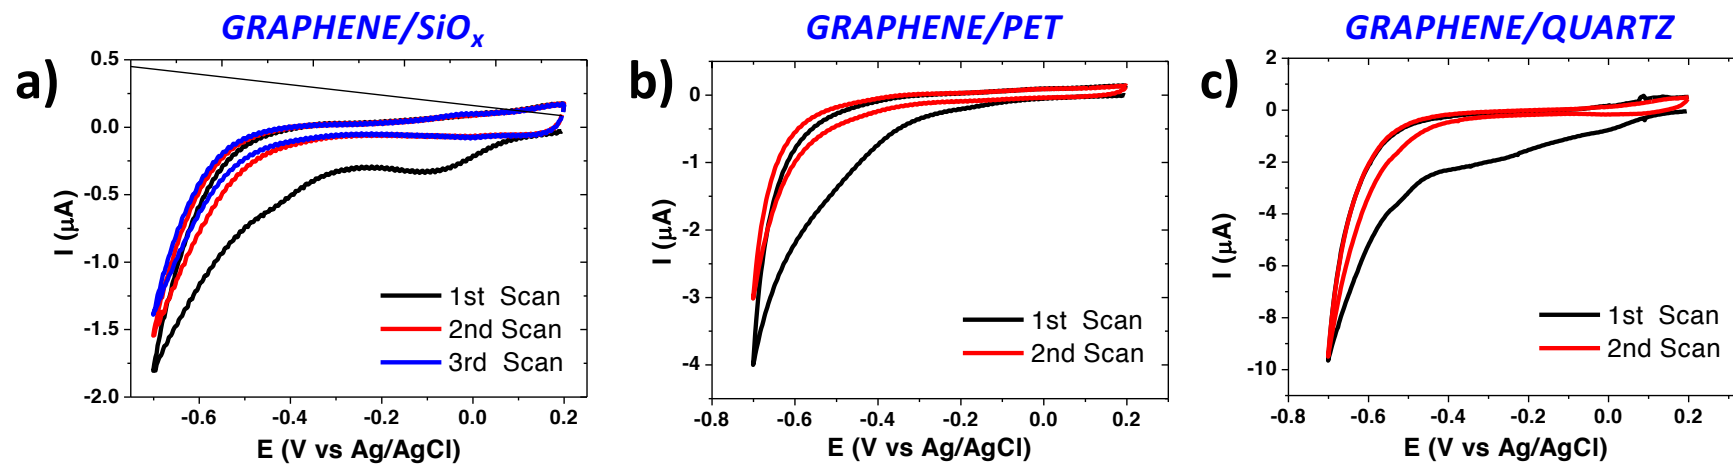 GRAPHENE/SiOx
a)
0.5
0.0
-0.5
-1.0
-1.5
-2.0
I (μA)
1st Scan
2nd Scan
3rd Scan
-0.6
-0.4
-0.2
0.0
0.2
E (V vs Ag/AgCl)
GRAPHENE/PET
b)
0
-1
-2
-3
-4
I (μA)
1st Scan
2nd Scan
-0.8
-0.6
-0.4
-0.2
0.0
0.2
E (V vs Ag/AgCl)
GRAPHENE/QUARTZ
c)
2
0
-2
-4
-6
-8
-10
I (μA)
1st Scan
2nd Scan
-0.8
-0.6
-0.4
-0.2
0.0
0.2
E (V vs Ag/AgCl)